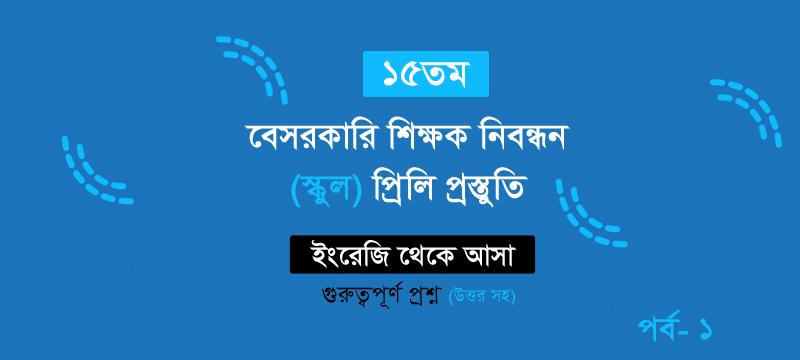 ১৫তম
বেসরকারি শিক্ষক নিবন্ধন
(স্কুল) প্রিলি প্রস্তুতি
ইংরেজি থেকে আসা
গুরুত্বপূর্ণ প্রশ্ন (উত্তর সহ)
পর্ব- ১